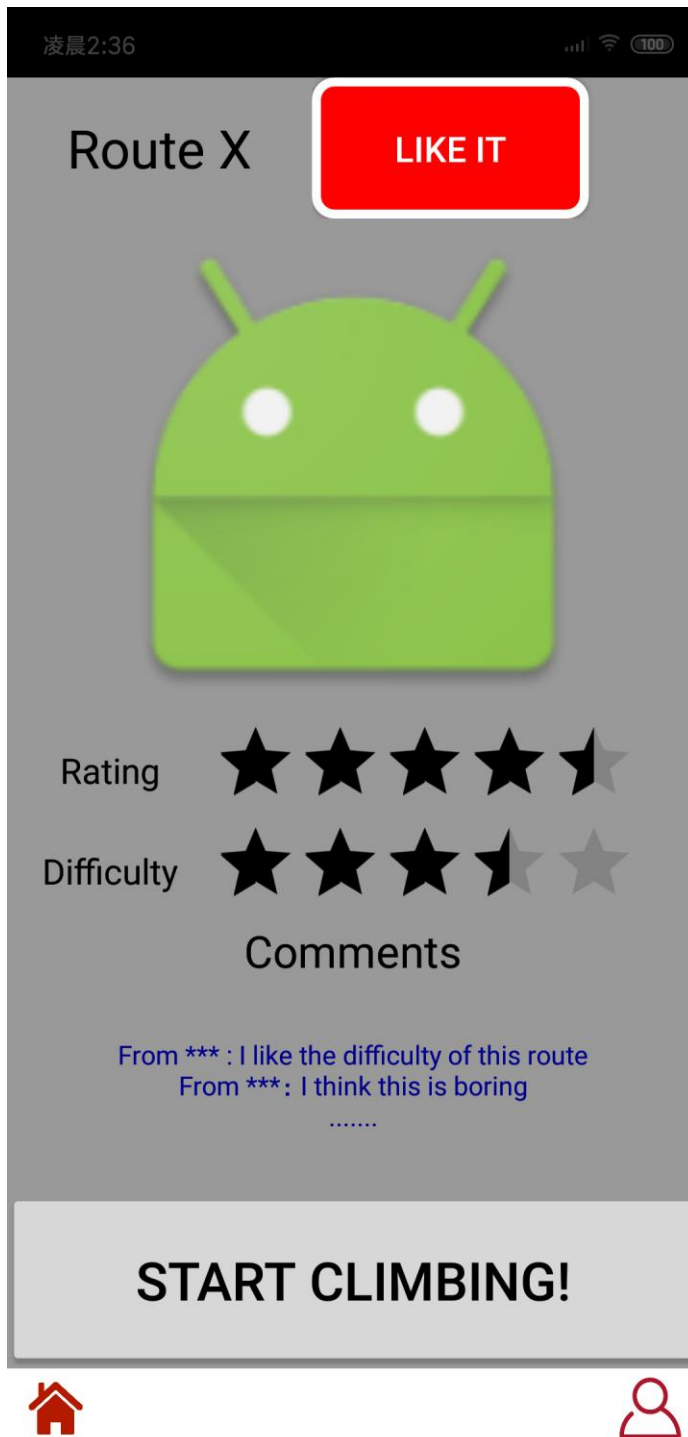 凌晨2:36
100
Route X
LIKE IT
Rating
Difficulty
Comments
From *** : I like the difficulty of this route
From ***：I think this is boring
.......
START CLIMBING!